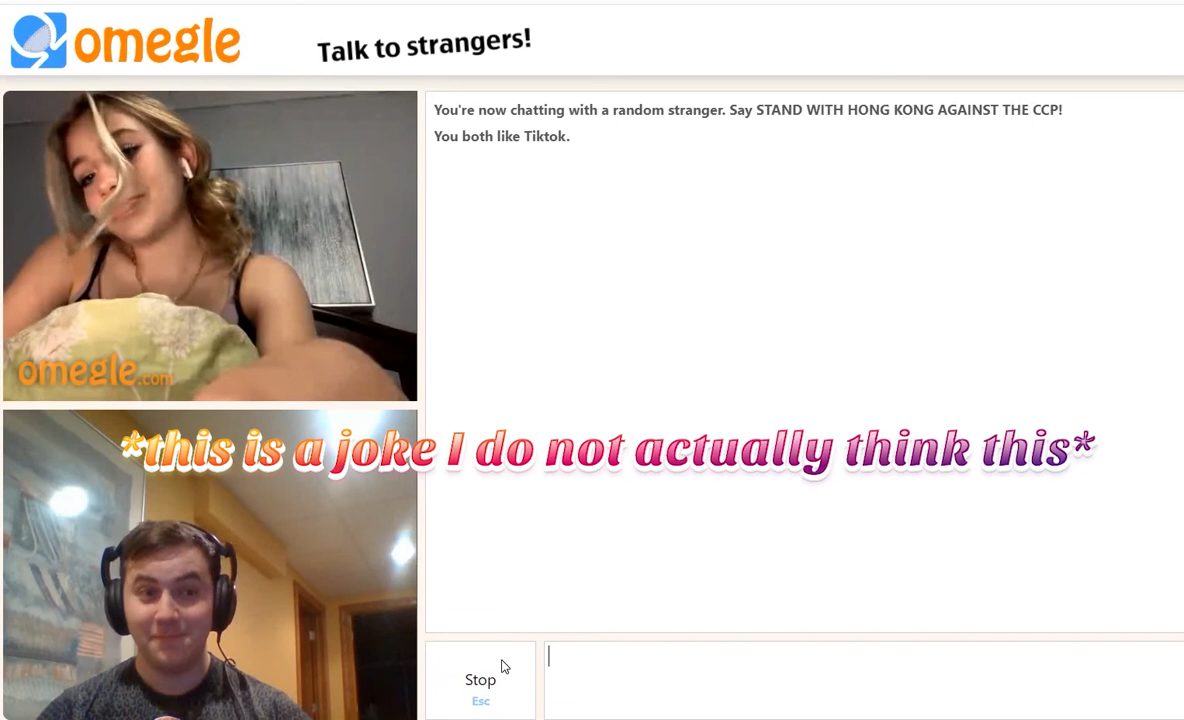 omegle
Talk to strangers!
You're now chatting with a random stranger. Say STAND WITH HONG KONG AGAINST THE CCP!
You both like Tiktok.
omegle.com
*this is a joke I do not actually think this*
Stop
Esc